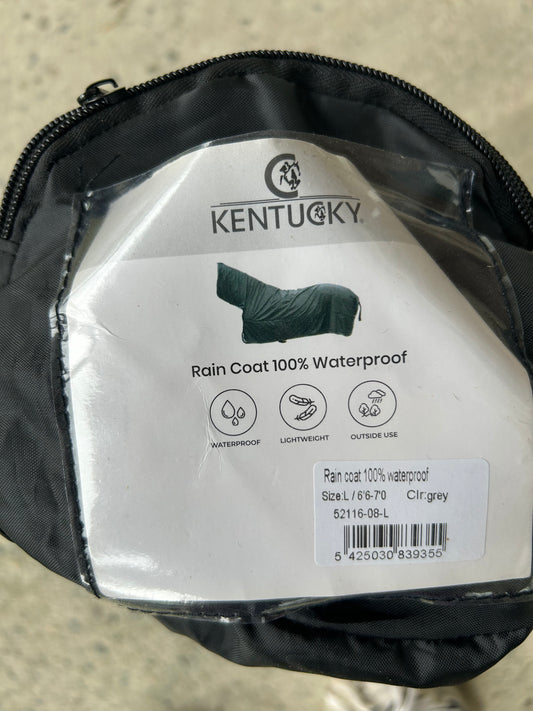 KENTUCKY
Rain Coat 100% Waterproof
WATERPROOF LIGHTWEIGHT OUTSIDE USE
Rain coat 100% waterproof
Size:L / 6'6-7'0 Clr:grey
52116-08-L
5 425030 839355